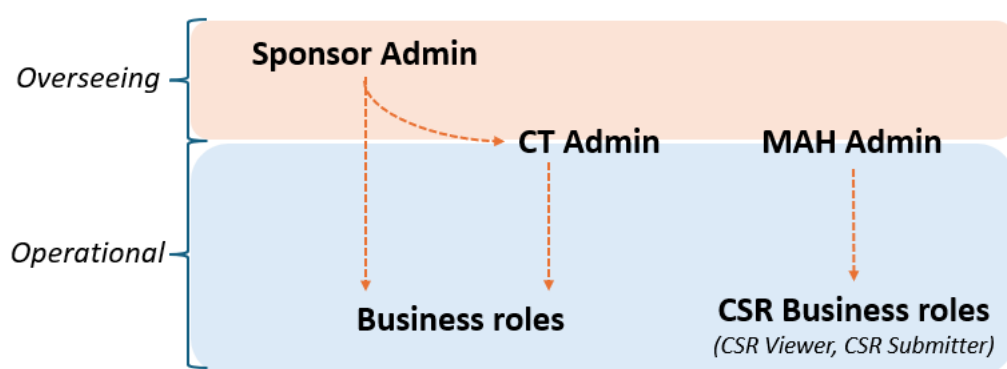 Sponsor Admin
Overseeing
CT Admin
MAH Admin
Operational
Business roles
CSR Business roles
(CSR Viewer, CSR Submitter)